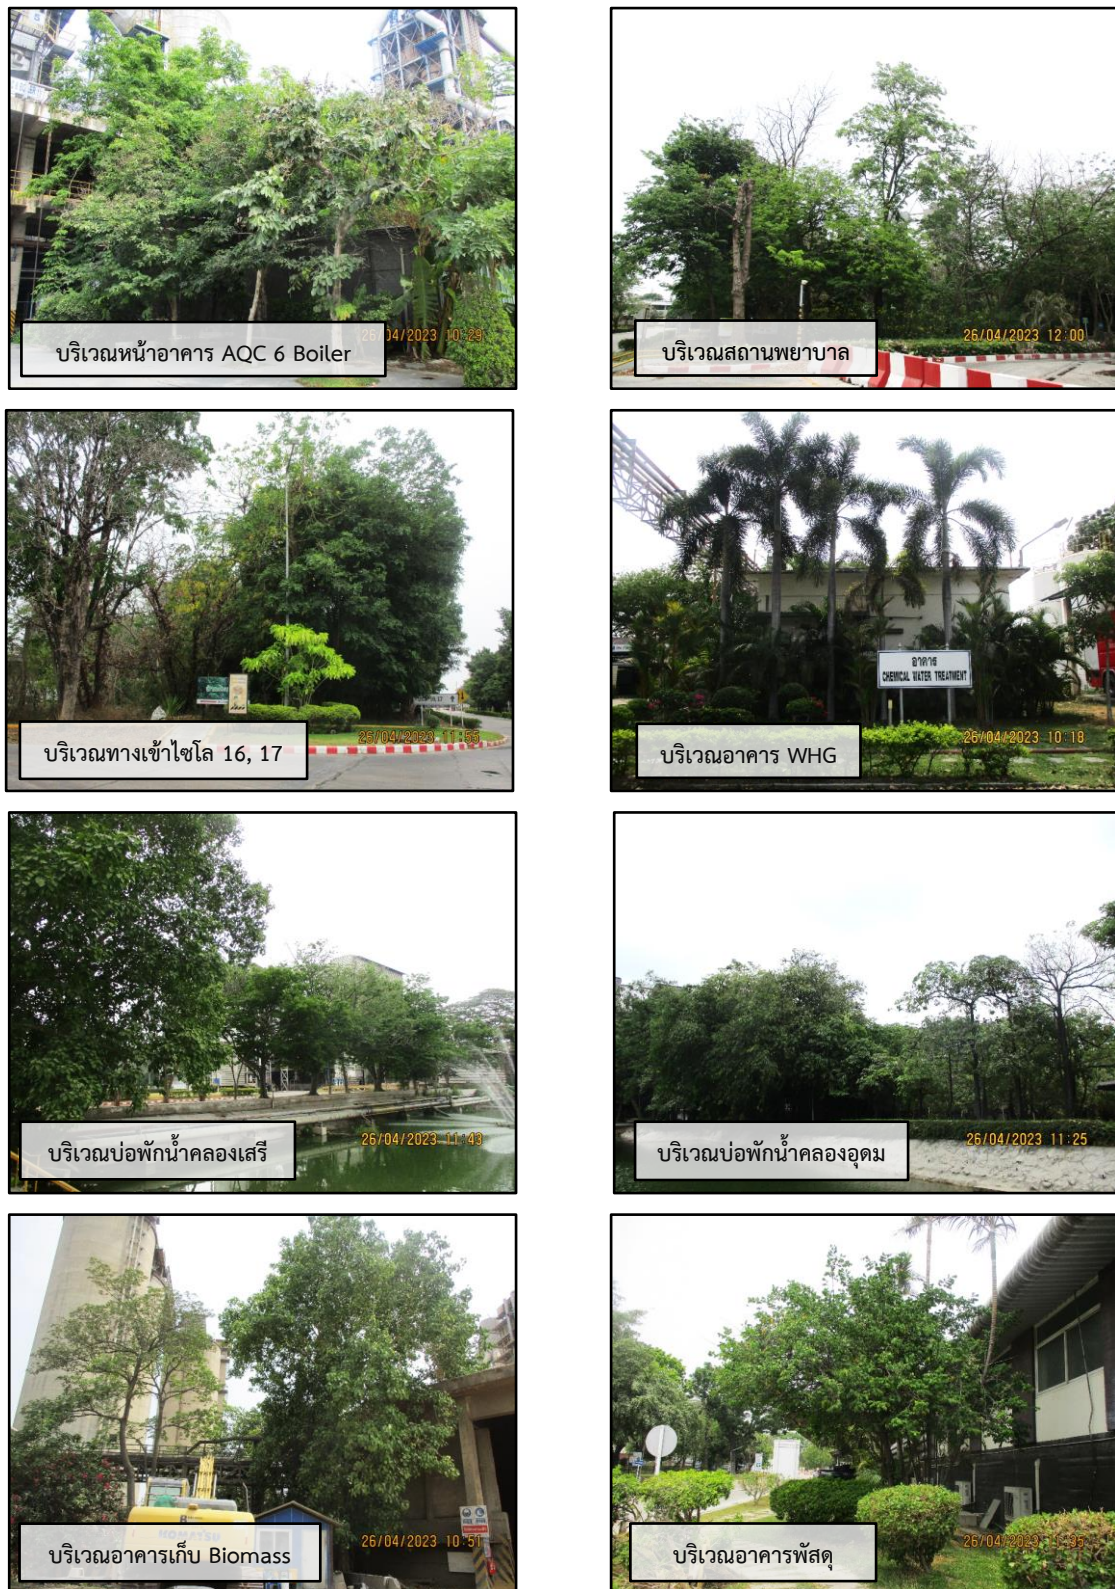 26/04/2023 10:29
บริเวณหน้าอาคาร AQC 6 Boiler
26/04/2023 12:00
บริเวณสถานพยาบาล
26/04/2023 11:55
บริเวณทางเข้าไซโล 16, 17
อาคาร
CHEMICAL WATER TREATMENT
26/04/2023 10:18
บริเวณอาคาร WHG
26/04/2023 11:43
บริเวณบ่อพักน้ำคลองเสรี
26/04/2023 11:25
บริเวณบ่อพักน้ำคลองอุดม
KOMATSU
26/04/2023 10:51
บริเวณอาคารเก็บ Biomass
26/04/2023 11:35
บริเวณอาคารพัสดุ